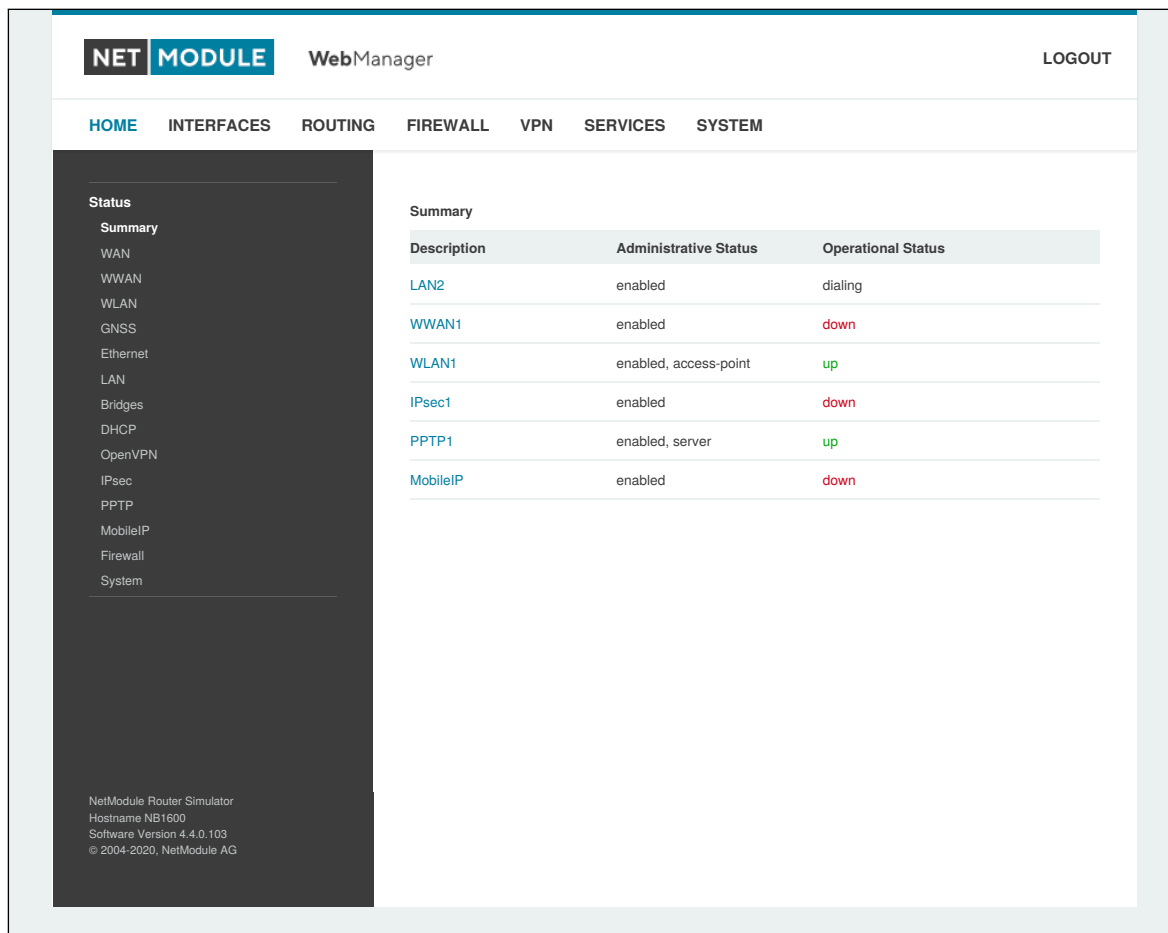 NET MODULE WebManager LOGOUT
HOME INTERFACES ROUTING FIREWALL VPN SERVICES SYSTEM
Status
Summary
WAN
WWAN
WLAN
GNSS
Ethernet
LAN
Bridges
DHCP
OpenVPN
IPsec
PPTP
MobileIP
Firewall
System
NetModule Router Simulator
Hostname NB1600
Software Version 4.4.0.103
© 2004-2020, NetModule AG
Summary
Description Administrative Status Operational Status
LAN2 enabled dialing
WWAN1 enabled down
WLAN1 enabled, access-point up
IPsec1 enabled down
PPTP1 enabled, server up
MobileIP enabled down